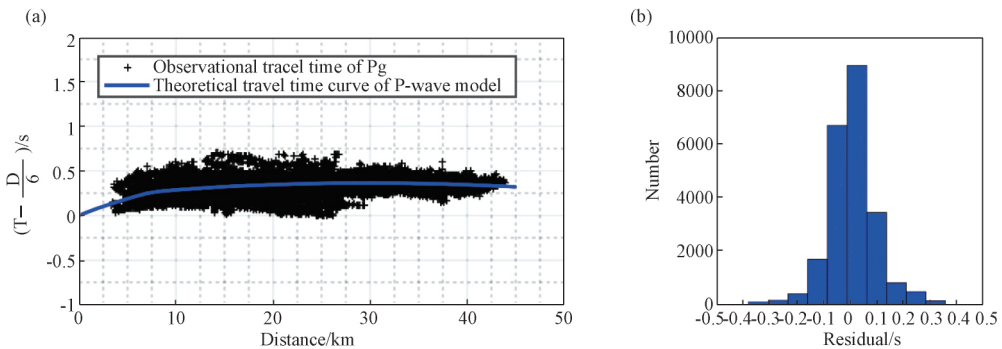 (a)
2
1.5
1
0.5
0
-0.5
-1
(T− D/6 )/s
Observational tracel time of Pg
Theoretical travel time curve of P-wave model
0 10 20 30 40 50
Distance/km
(b)
10000
8000
6000
4000
2000
0
Number
-0.5-0.4-0.3-0.2-0.1 0 0.1 0.2 0.3 0.4 0.5
Residual/s